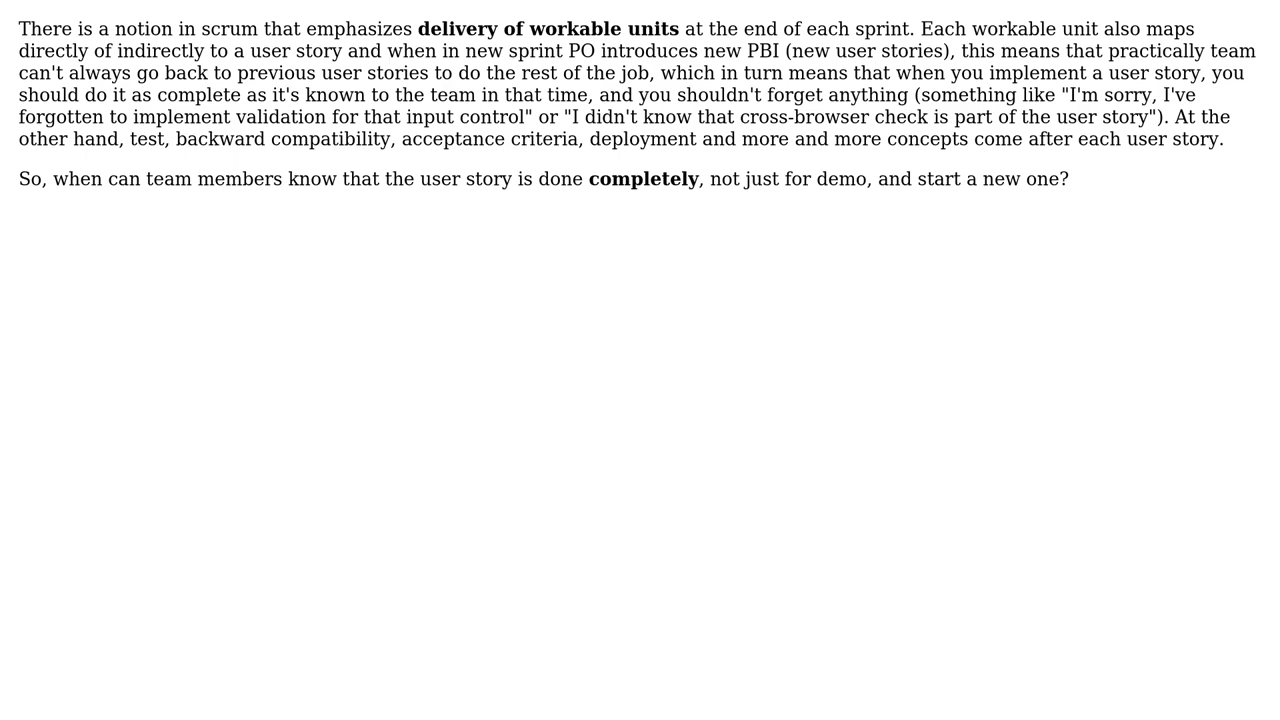 There is a notion in scrum that emphasizes delivery of workable units at the end of each sprint. Each workable unit also maps
directly of indirectly to a user story and when in new sprint PO introduces new PBI (new user stories), this means that practically team
can't always go back to previous user stories to do the rest of the job, which in turn means that when you implement a user story, you
should do it as complete as it's known to the team in that time, and you shouldn't forget anything (something like "I'm sorry, I've
forgotten to implement validation for that input control" or "I didn't know that cross-browser check is part of the user story"). At the
other hand, test, backward compatibility, acceptance criteria, deployment and more and more concepts come after each user story.
So, when can team members know that the user story is done completely, not just for demo, and start a new one?